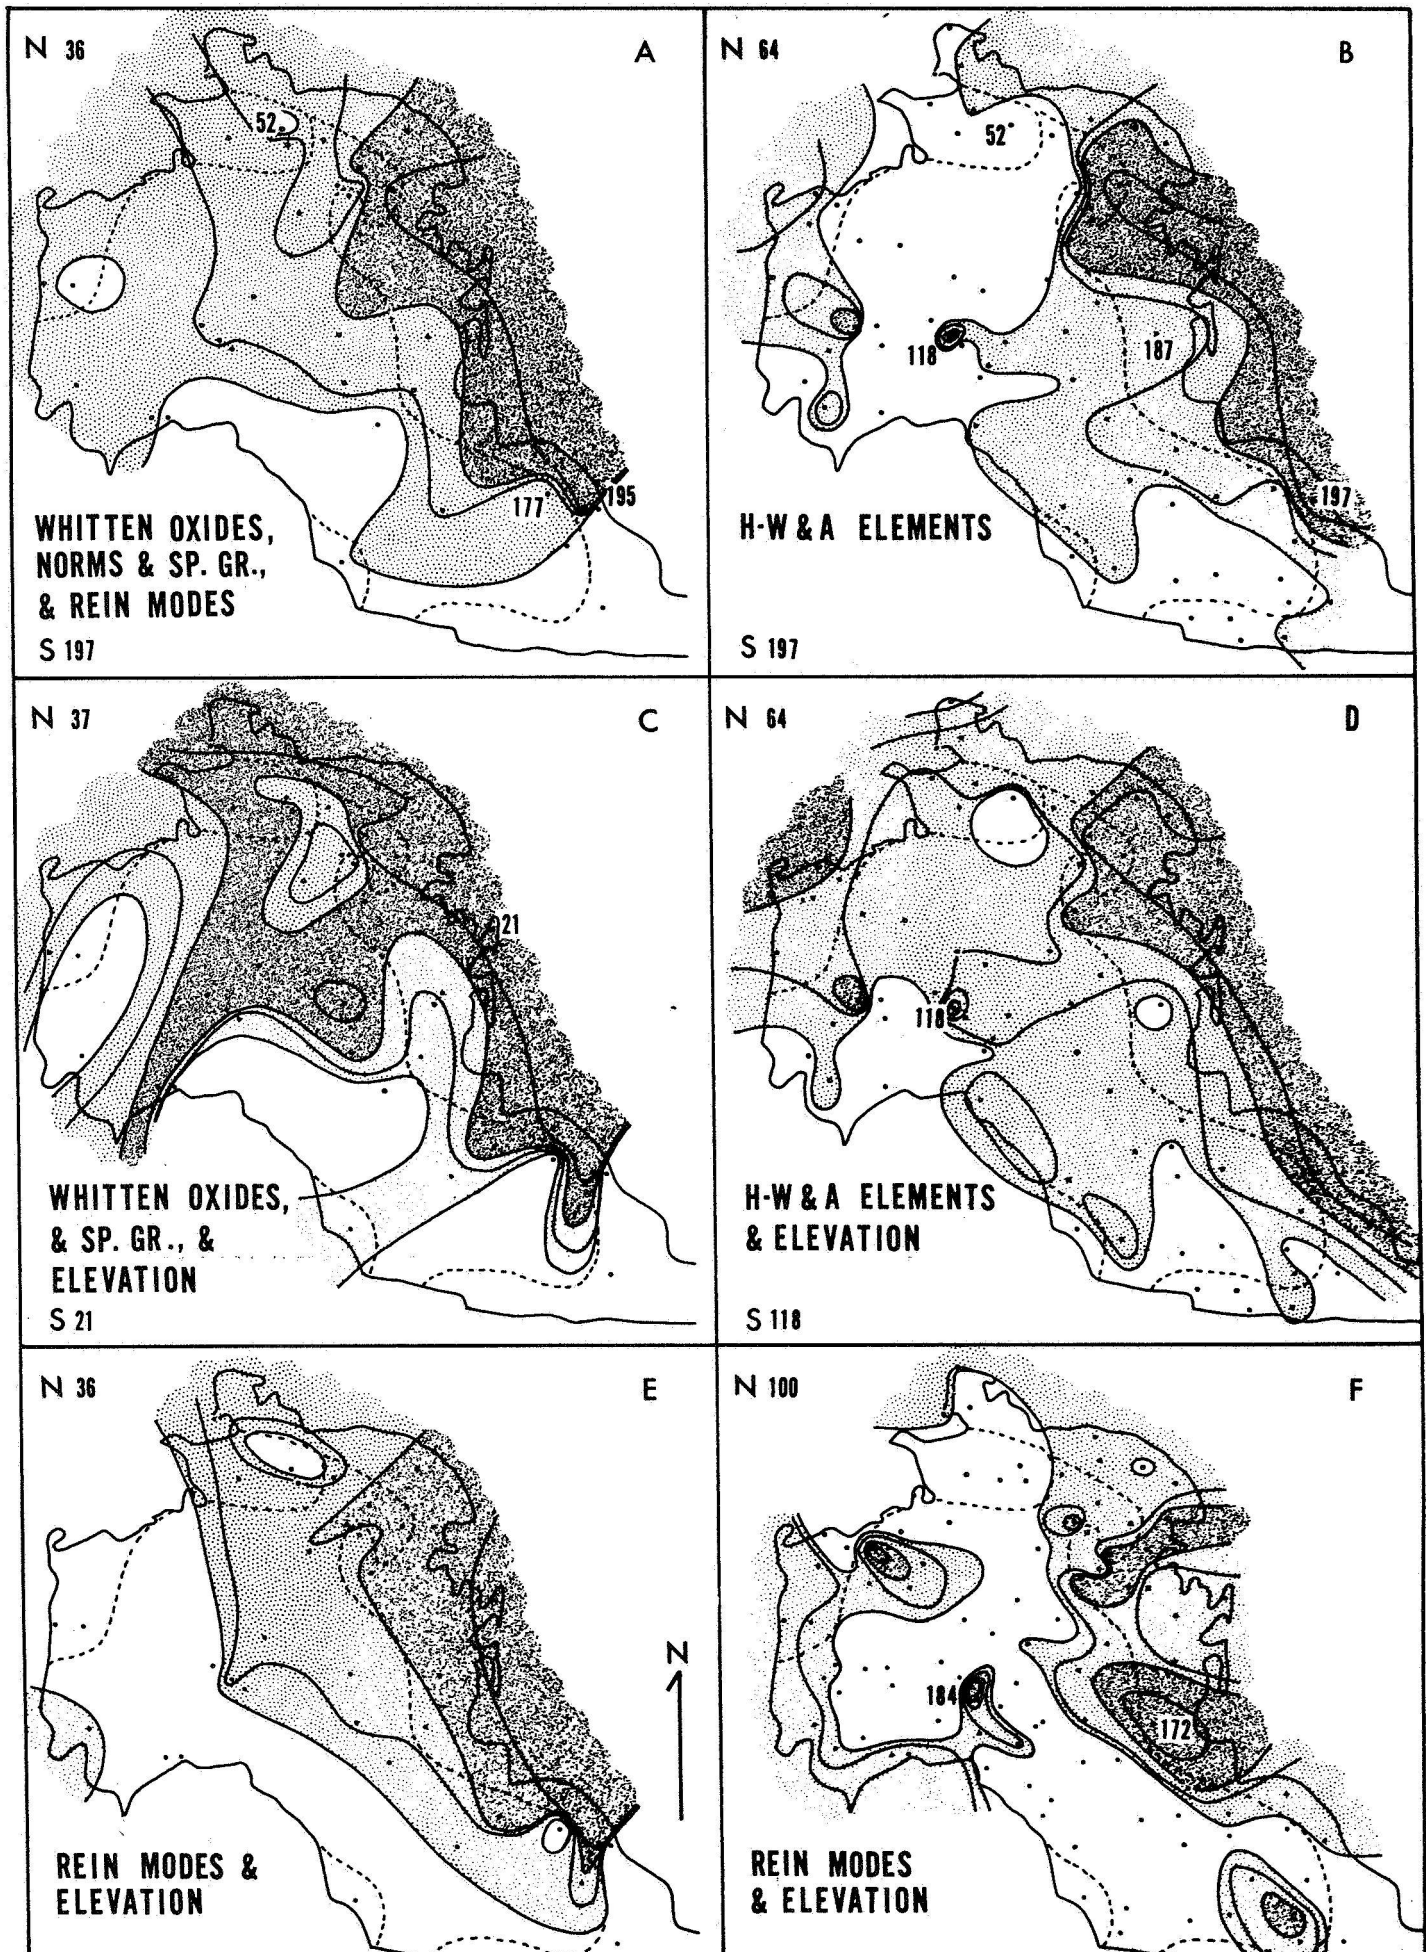 N 36
A
52
177
195
WHITTEN OXIDES,
NORMS & SP. GR.,
& REIN MODES
S 197
N 64
B
52
118
187
197
H-W & A ELEMENTS
S 197
N 37
C
21
WHITTEN OXIDES,
& SP. GR., &
ELEVATION
S 21
N 64
D
118
H-W & A ELEMENTS
& ELEVATION
S 118
N 36
E
N
REIN MODES &
ELEVATION
N 100
F
184
172
REIN MODES
& ELEVATION